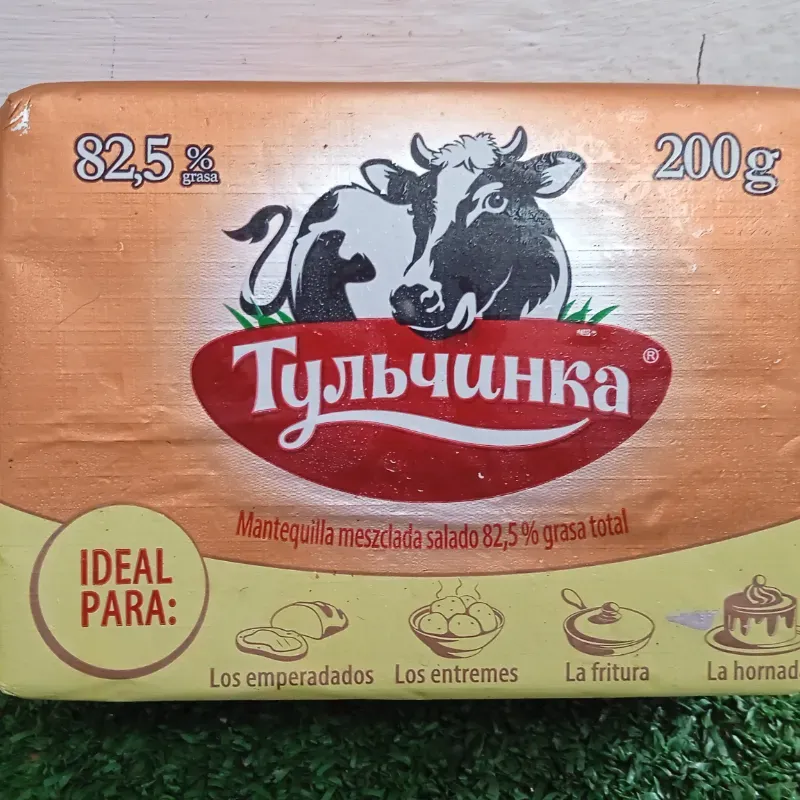 82,5 % grasa
200g
Тульчинка ®
Mantequilla meszclada salado 82,5% grasa total
IDEAL
PARA:
Los emperadados
Los entremes
La fritura
La hornad